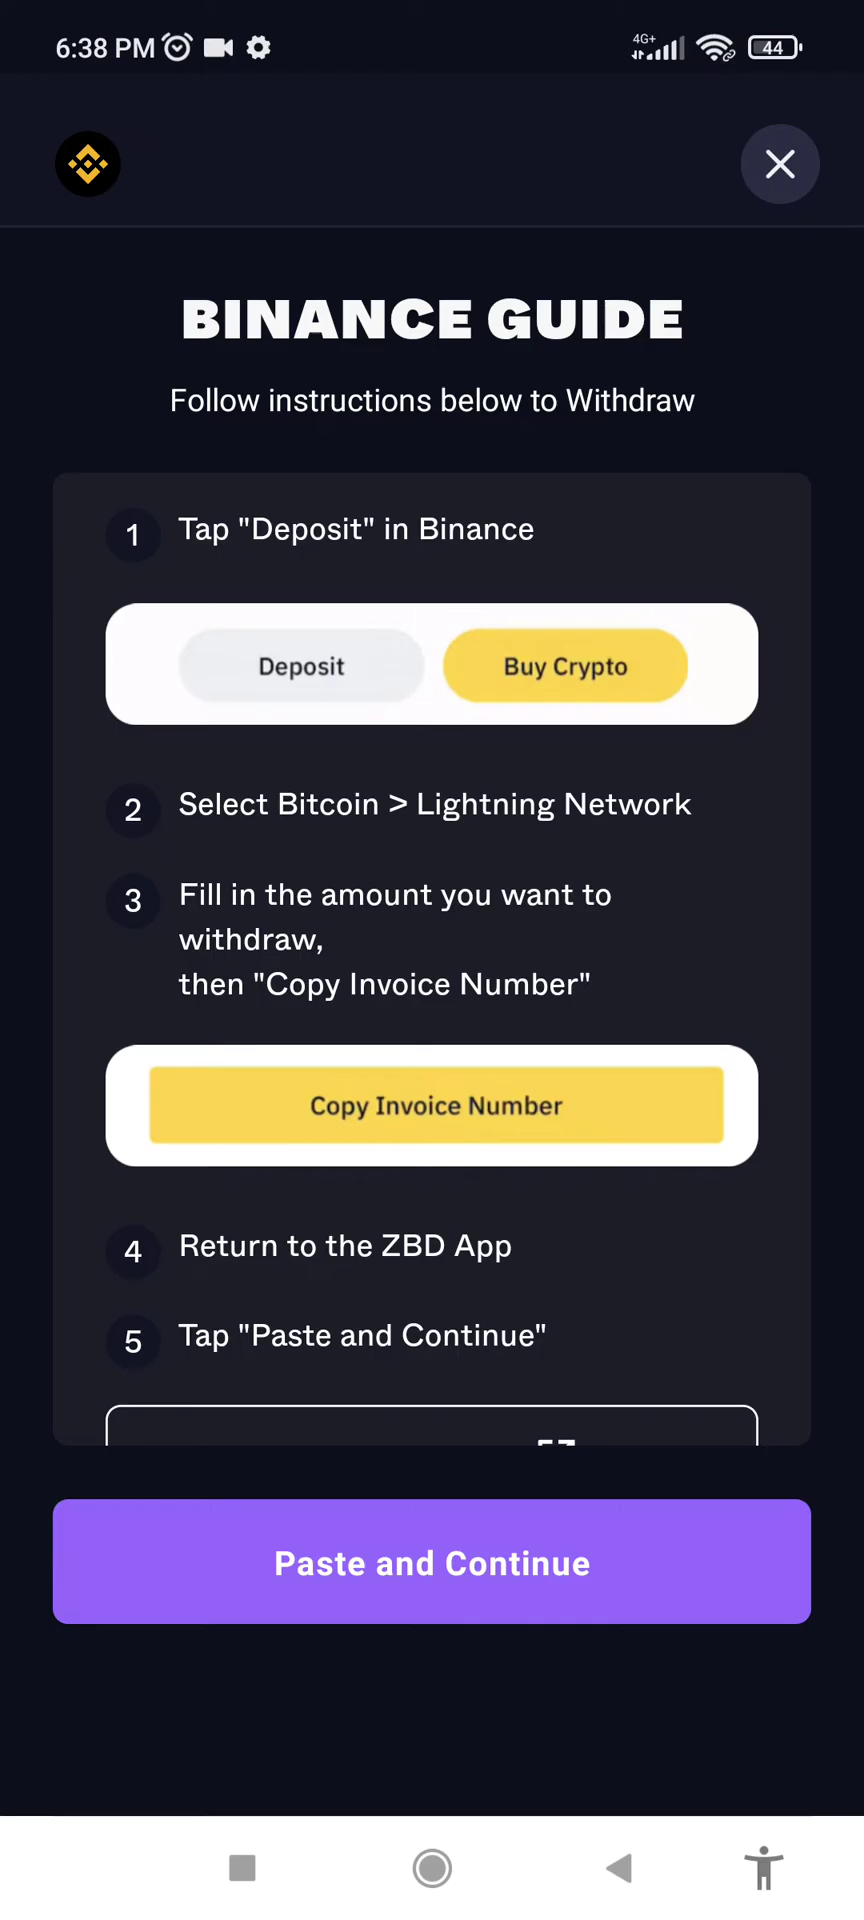 6:38 PM
4G+
44
BINANCE GUIDE
Follow instructions below to Withdraw
1 Tap "Deposit" in Binance
Deposit Buy Crypto
2 Select Bitcoin > Lightning Network
3 Fill in the amount you want to
withdraw,
then "Copy Invoice Number"
Copy Invoice Number
4 Return to the ZBD App
5 Tap "Paste and Continue"
Paste and Continue